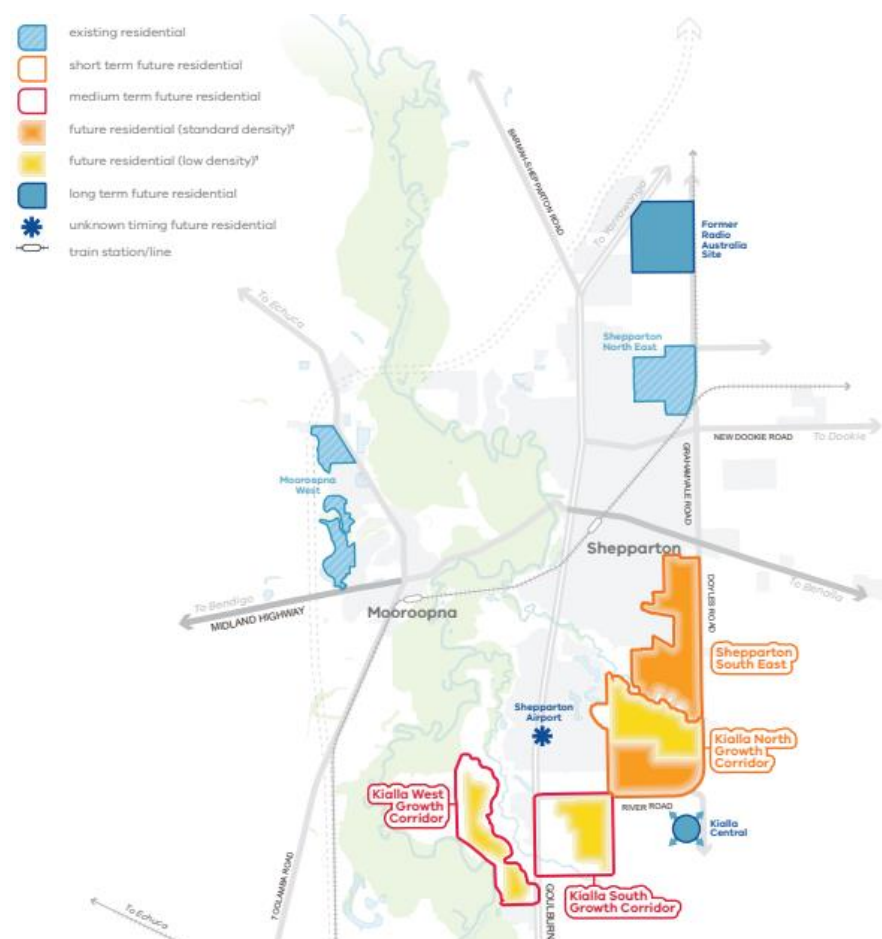 existing residential
short term future residential
medium term future residential
future residential (standard density)¹
future residential (low density)¹
long term future residential
unknown timing future residential
train station/line
BARMAH-SHEPPARTON ROAD
To Yarrawonga
Former
Radio
Australia
Site
To Echuca
Shepparton
North East
NEW DOOKIE ROAD
To Dookie
GRAHAMVALE ROAD
Mooroopna
West
Shepparton
To Benalla
To Bendigo
MIDLAND HIGHWAY
Mooroopna
DOYLES ROAD
Shepparton
South East
Shepparton
Airport
Kialla North
Growth
Corridor
Kialla West
Growth
Corridor
RIVER ROAD
Kialla
Central
TOOLAMBA ROAD
Kialla South
Growth Corridor
GOULBURN
To Echuca